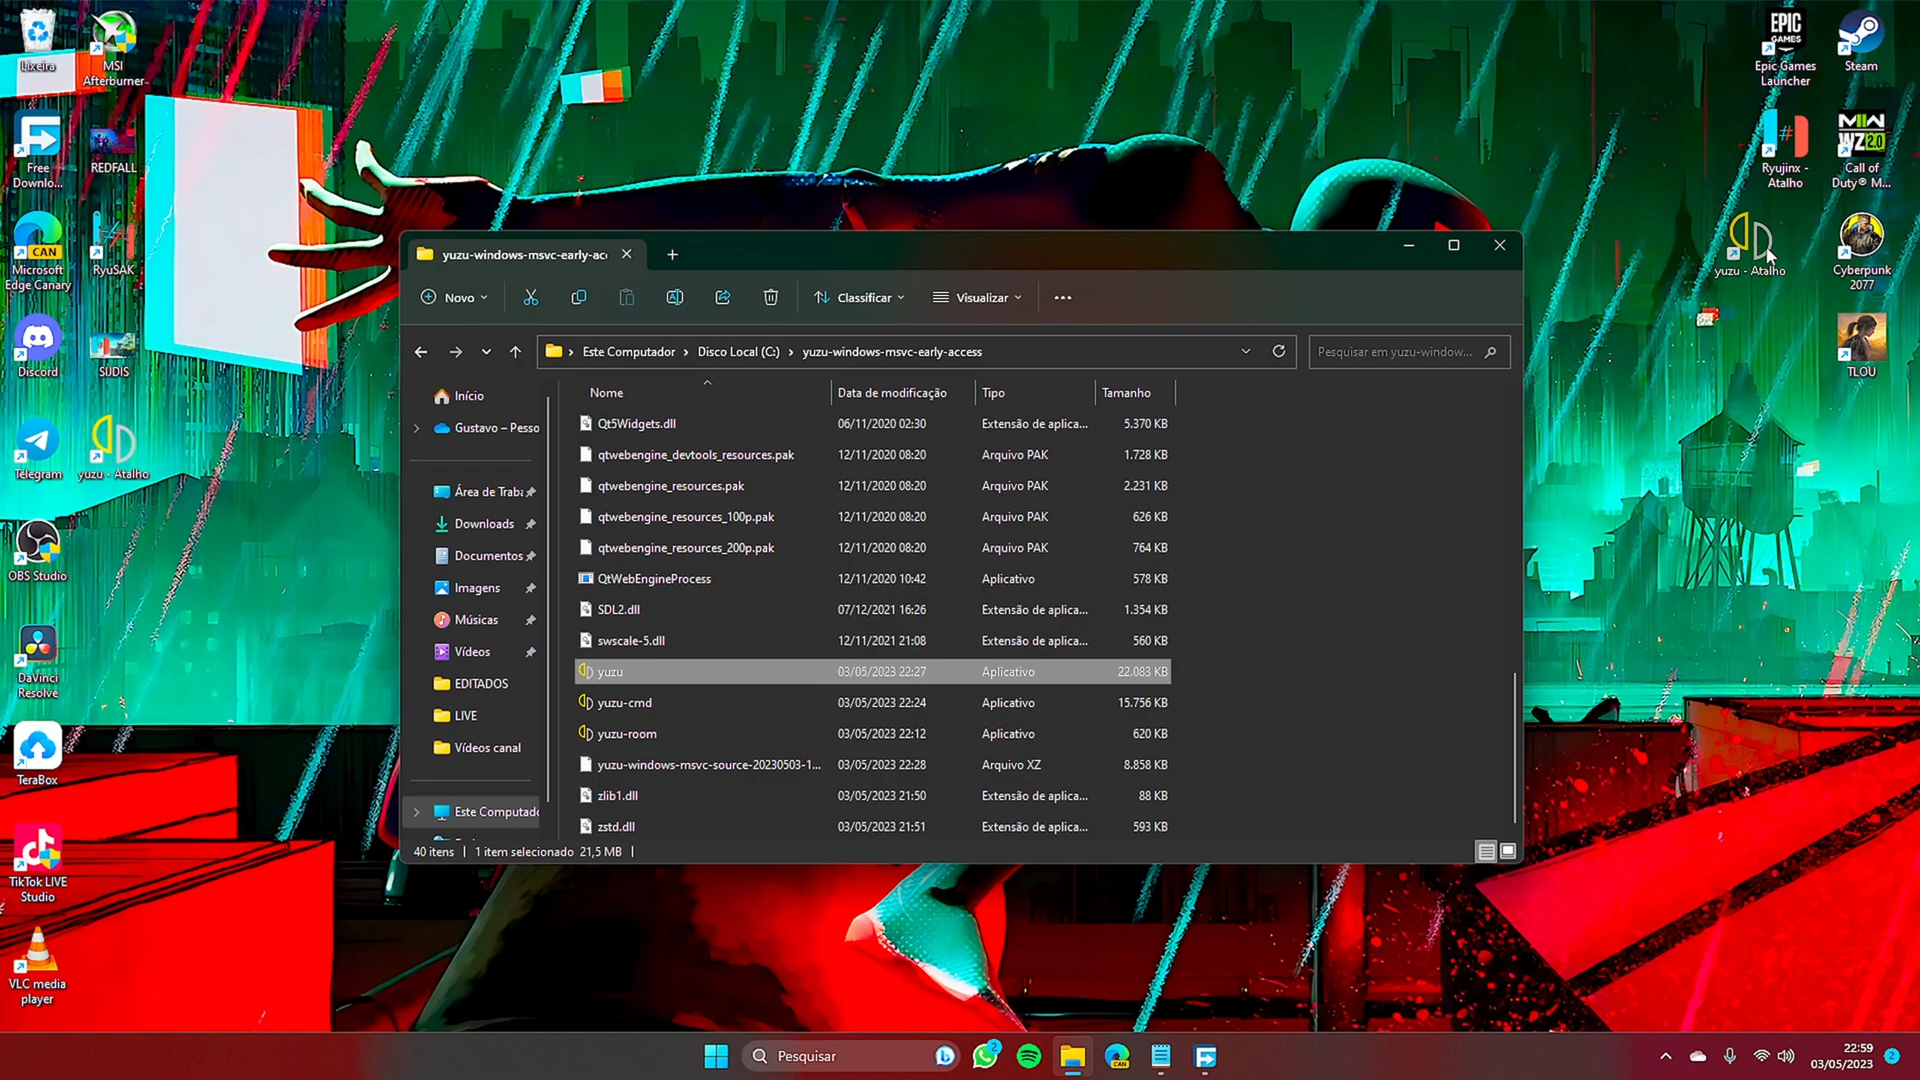 Lixeira
MSI
Afterburner
Free
Downlo...
REDFALL
Microsoft
Edge Canary
CAN
RyuSAK
Discord
SUDIS
Telegram
yuzu - Atalho
OBS Studio
DaVinci
Resolve
TeraBox
TikTok LIVE
Studio
VLC media
player
EPIC
GAMES
Epic Games
Launcher
Steam
Ryujinx -
Atalho
MW
WZ 2.0
Call of
Duty® M...
yuzu - Atalho
Cyberpunk
2077
TLOU
yuzu-windows-msvc-early-acc
Novo
Classificar
Visualizar
Este Computador
Disco Local (C:)
yuzu-windows-msvc-early-access
Pesquisar em yuzu-window...
Início
Gustavo – Pesso
Área de Traba
Downloads
Documentos
Imagens
Músicas
Vídeos
EDITADOS
LIVE
Vídeos canal
Este Computado
Nome Data de modificação Tipo Tamanho
Qt5Widgets.dll 06/11/2020 02:30 Extensão de aplica... 5.370 KB
qtwebengine_devtools_resources.pak 12/11/2020 08:20 Arquivo PAK 1.728 KB
qtwebengine_resources.pak 12/11/2020 08:20 Arquivo PAK 2.231 KB
qtwebengine_resources_100p.pak 12/11/2020 08:20 Arquivo PAK 626 KB
qtwebengine_resources_200p.pak 12/11/2020 08:20 Arquivo PAK 764 KB
QtWebEngineProcess 12/11/2020 10:42 Aplicativo 578 KB
SDL2.dll 07/12/2021 16:26 Extensão de aplica... 1.354 KB
swscale-5.dll 12/11/2021 21:08 Extensão de aplica... 560 KB
yuzu 03/05/2023 22:27 Aplicativo 22.083 KB
yuzu-cmd 03/05/2023 22:24 Aplicativo 15.756 KB
yuzu-room 03/05/2023 22:12 Aplicativo 620 KB
yuzu-windows-msvc-source-20230503-1... 03/05/2023 22:28 Arquivo XZ 8.858 KB
zlib1.dll 03/05/2023 21:50 Extensão de aplica... 88 KB
zstd.dll 03/05/2023 21:51 Extensão de aplica... 593 KB
40 itens
1 item selecionado 21,5 MB
Pesquisar
2
CAN
22:59
03/05/2023
2